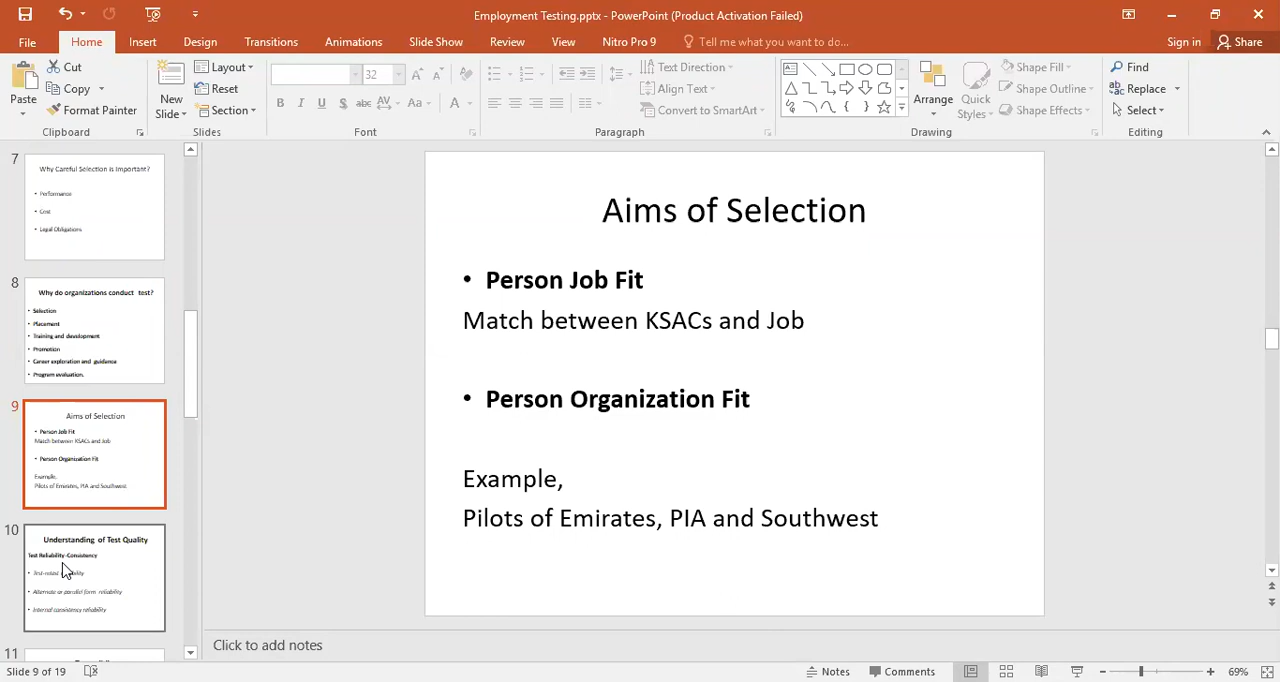 Employment Testing.pptx - PowerPoint (Product Activation Failed)
File Home Insert Design Transitions Animations Slide Show Review View Nitro Pro 9 Tell me what you want to do... Sign in Share
Paste Cut Copy Format Painter
Clipboard
New Slide Layout Reset Section
Slides
32
B I U S abc AV Aa A
Font
Text Direction Align Text Convert to SmartArt
Paragraph
Arrange Quick Styles Shape Fill Shape Outline Shape Effects
Drawing
Find Replace Select
Editing
7
Why Careful Selection is Important?
• Performance
• Cost
• Legal Obligations
8
Why do organizations conduct test?
• Selection
• Placement
• Training and development
• Promotion
• Career exploration and guidance
• Program evaluation.
9
Aims of Selection
• Person Job Fit
Match between KSACs and Job
• Person Organization Fit
Example,
Pilots of Emirates, PIA and Southwest
10
Understanding of Test Quality
Test Reliability-Consistency
• Alternate or parallel form reliability
• Internal consistency reliability
11
Aims of Selection
• Person Job Fit
Match between KSACs and Job
• Person Organization Fit
Example,
Pilots of Emirates, PIA and Southwest
Click to add notes
Slide 9 of 19 Notes Comments 69%